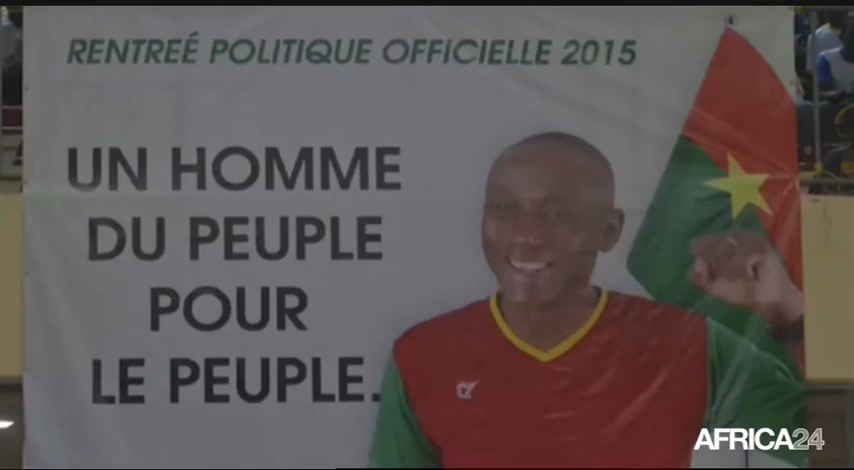 RENTREÉ POLITIQUE OFFICIELLE 2015
UN HOMME
DU PEUPLE
POUR
LE PEUPLE.
AFRICA24